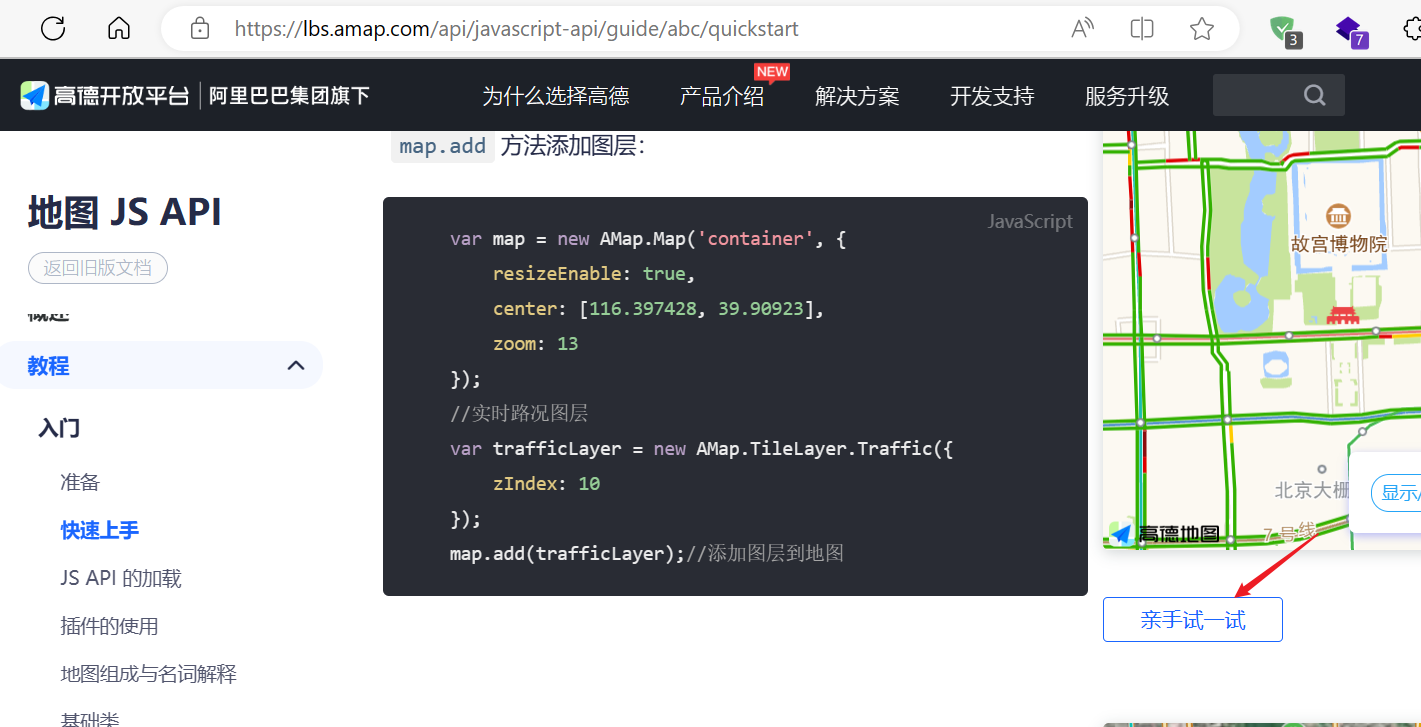 https://lbs.amap.com/api/javascript-api/guide/abc/quickstart
3
7
高德开放平台 阿里巴巴集团旗下 为什么选择高德 产品介绍 NEW 解决方案 开发支持 服务升级
地图 JS API
返回旧版文档
概述
教程
入门
准备
快速上手
JS API 的加载
插件的使用
地图组成与名词解释
基础类
map.add 方法添加图层：
JavaScript
var map = new AMap.Map('container', {
resizeEnable: true,
center: [116.397428, 39.90923],
zoom: 13
});
//实时路况图层
var trafficLayer = new AMap.TileLayer.Traffic({
zIndex: 10
});
map.add(trafficLayer);//添加图层到地图
故宫博物院
北京大栅
显示/
7号线
高德地图
亲手试一试